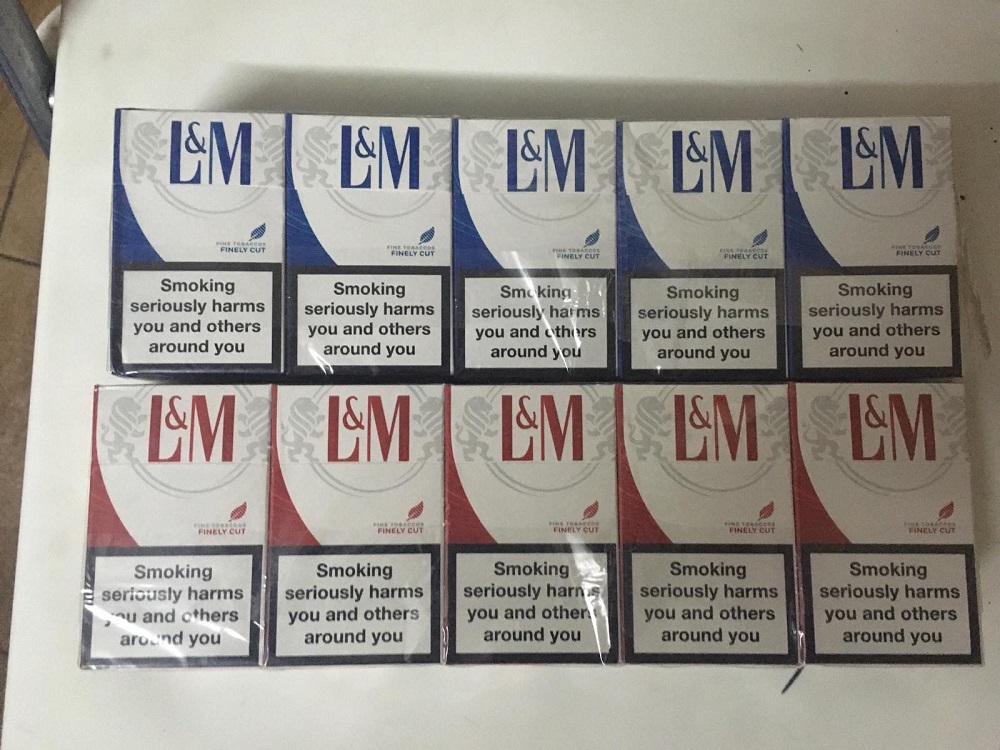 L&M L&M L&M L&M L&M
FINE TOBACCOS FINE TOBACCOS FINE TOBACCOS FINE TOBACCOS FINE TOBACCOS
FINELY CUT FINELY CUT FINELY CUT FINELY CUT FINELY CUT
Smoking Smoking Smoking Smoking Smoking
seriously harms seriously harms seriously harms seriously harms seriously harms
you and others you and others you and others you and others you and others
around you around you around you around you around you
L&M L&M L&M L&M L&M
FINE TOBACCOS FINE TOBACCOS FINE TOBACCOS FINE TOBACCOS FINE TOBACCOS
FINELY CUT FINELY CUT FINELY CUT FINELY CUT FINELY CUT
Smoking Smoking Smoking Smoking Smoking
seriously harms seriously harms seriously harms seriously harms seriously harms
you and others you and others you and others you and others you and others
around you around you around you around you around you